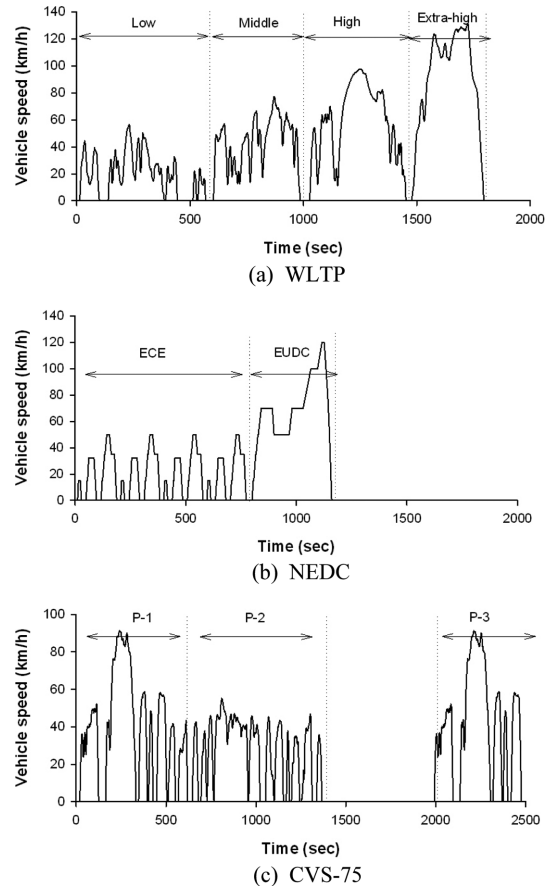 Low Middle High Extra-high
Vehicle speed (km/h)
140
120
100
80
60
40
20
0
0 500 1000 1500 2000
Time (sec)
(a) WLTP
ECE EUDC
Vehicle speed (km/h)
140
120
100
80
60
40
20
0
0 500 1000 1500 2000
Time (sec)
(b) NEDC
P-1 P-2 P-3
Vehicle speed (km/h)
100
80
60
40
20
0
0 500 1000 1500 2000 2500
Time (sec)
(c) CVS-75